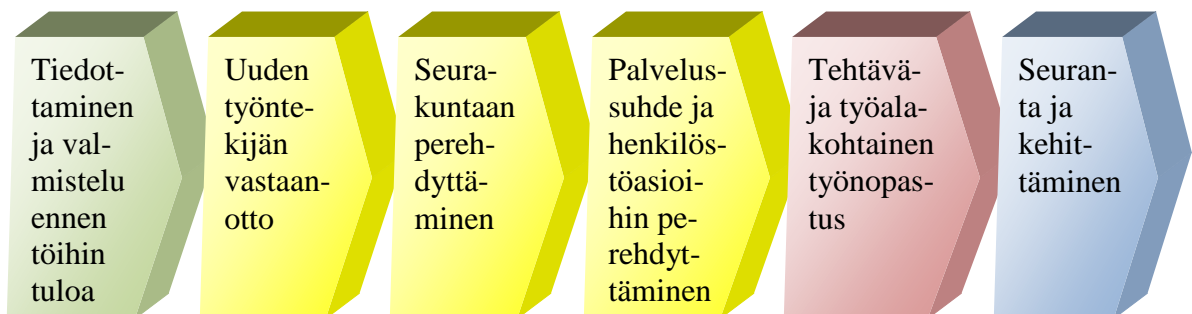 Tiedot-
taminen
ja val-
mistelu
ennen
töihin
tuloa
Uuden
työnte-
kijän
vastaan-
otto
Seura-
kuntaan
pereh-
dyttä-
minen
Palvelus-
suhde ja
henkilös-
töasioi-
hin pe-
rehdyt-
täminen
Tehtävä-
ja työala-
kohtainen
työnopas-
tus
Seuran-
ta ja
kehit-
täminen